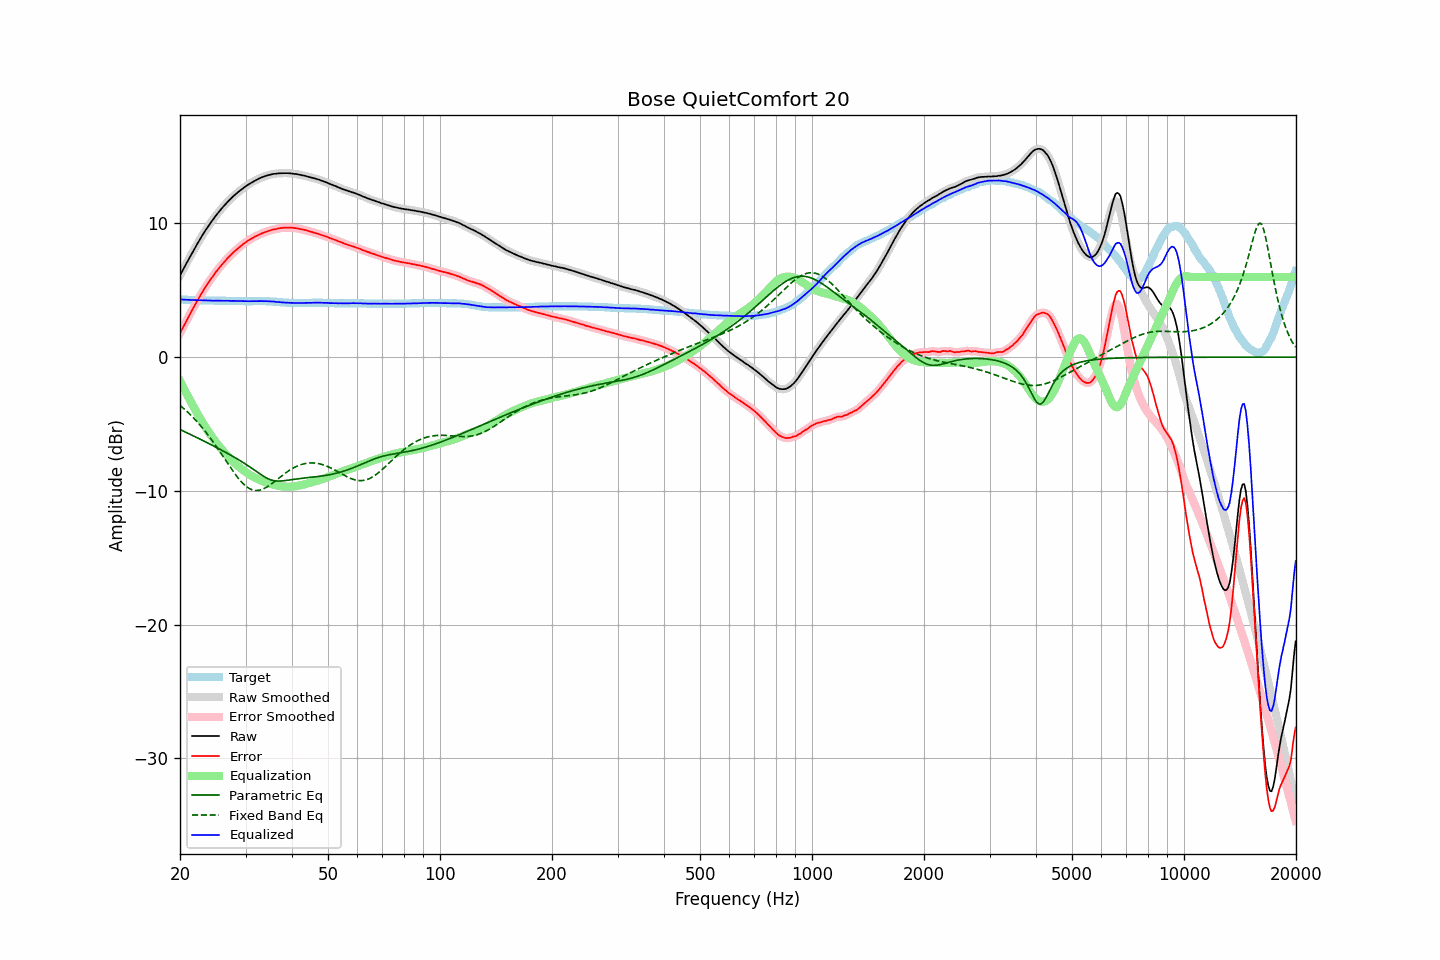 Bose QuietComfort 20
Amplitude (dBr)
10
0
−10
−20
−30
Target
Raw Smoothed
Error Smoothed
Raw
Error
Equalization
Parametric Eq
Fixed Band Eq
Equalized
20 50 100 200 500 1000 2000 5000 10000 20000
Frequency (Hz)